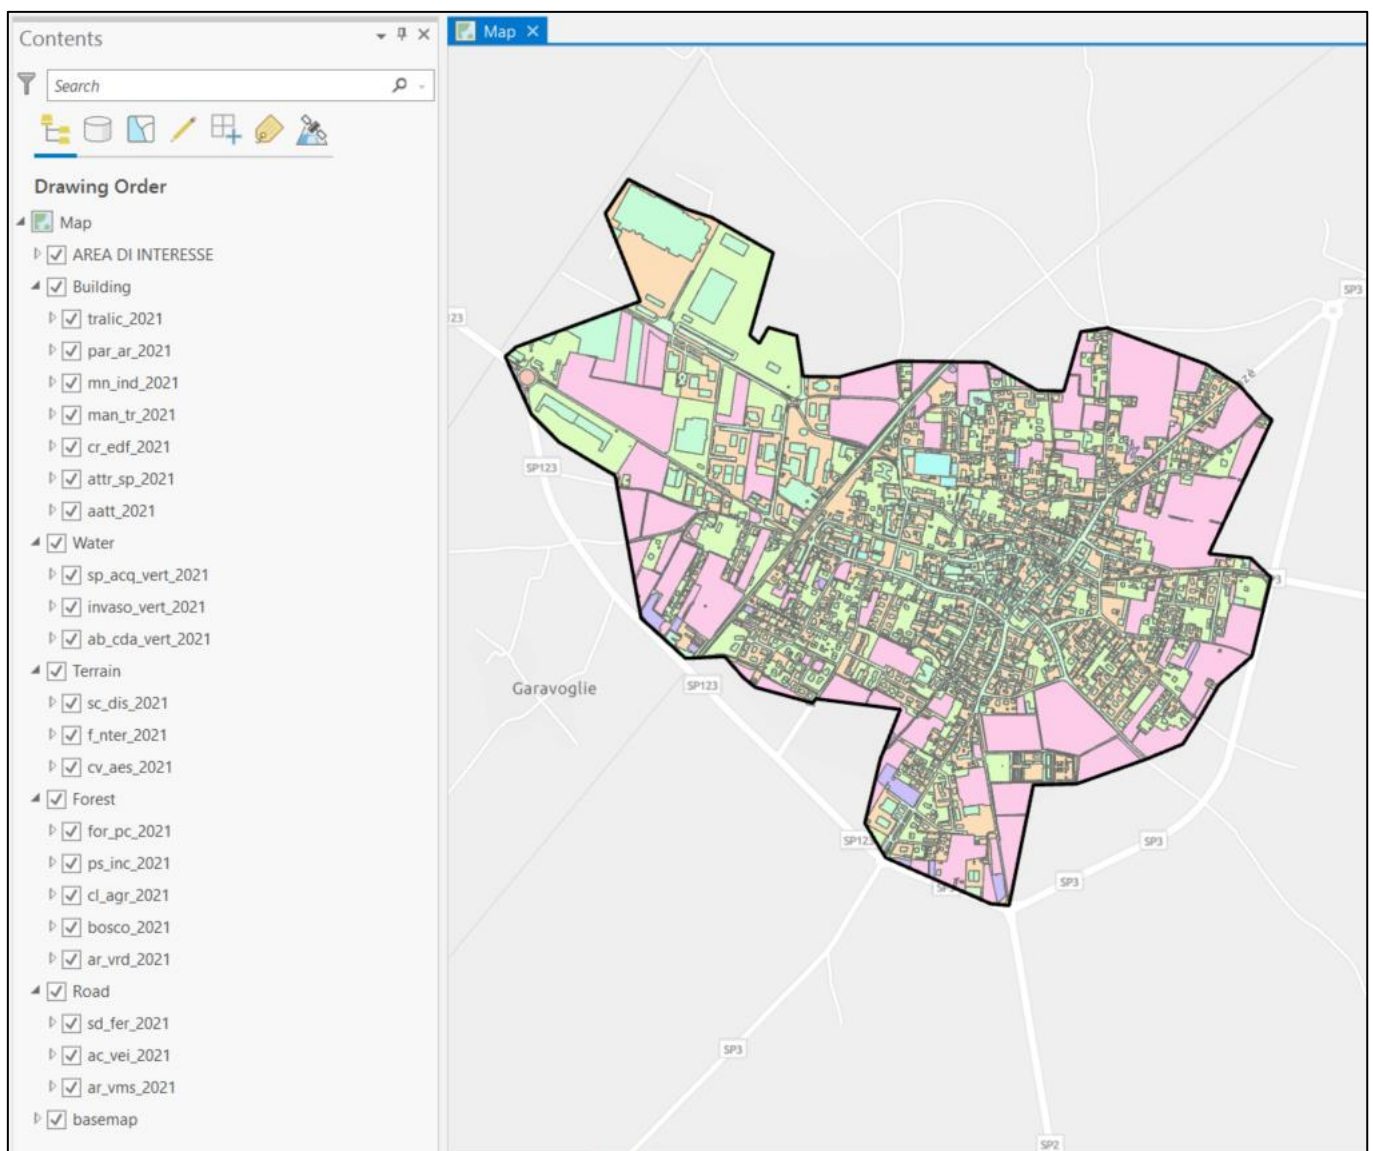 Contents
Search
Drawing Order
Map
AREA DI INTERESSE
Building
tralic_2021
par_ar_2021
mn_ind_2021
man_tr_2021
cr_edf_2021
attr_sp_2021
aatt_2021
Water
sp_acq_vert_2021
invaso_vert_2021
ab_cda_vert_2021
Terrain
sc_dis_2021
f_nter_2021
cv_aes_2021
Forest
for_pc_2021
ps_inc_2021
cl_agr_2021
bosco_2021
ar_vrd_2021
Road
sd_fer_2021
ac_vei_2021
ar_vms_2021
basemap
Map
SP3
23
SP123
Garavoglie
SP123
SP123
SP3
SP3
SP3
SP2